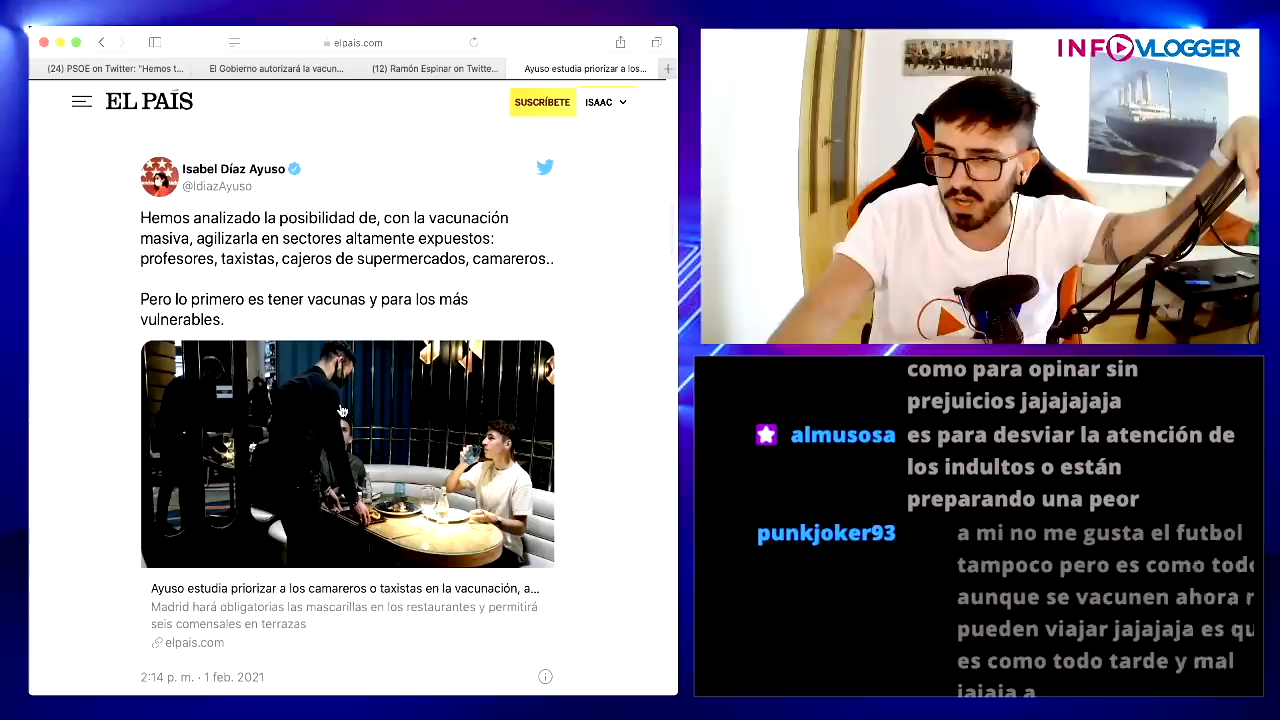 elpais.com
(24) PSOE on Twitter: "Hemos t...
El Gobierno autorizará la vacun...
(12) Ramón Espinar on Twitte...
Ayuso estudia priorizar a los...
EL PAÍS
SUSCRÍBETE
ISAAC
Isabel Díaz Ayuso
@IdiazAyuso
Hemos analizado la posibilidad de, con la vacunación
masiva, agilizarla en sectores altamente expuestos:
profesores, taxistas, cajeros de supermercados, camareros..
Pero lo primero es tener vacunas y para los más
vulnerables.
Ayuso estudia priorizar a los camareros o taxistas en la vacunación, a...
Madrid hará obligatorias las mascarillas en los restaurantes y permitirá
seis comensales en terrazas
elpais.com
2:14 p. m. · 1 feb. 2021
INFOVLOGGER
como para opinar sin
prejuicios jajajajaja
almusosa es para desviar la atención de
los indultos o están
preparando una peor
punkjoker93 a mi no me gusta el futbol
tampoco pero es como todo
aunque se vacunen ahora
pueden viajar jajajaja es
es como todo tarde y mal
jajaja a